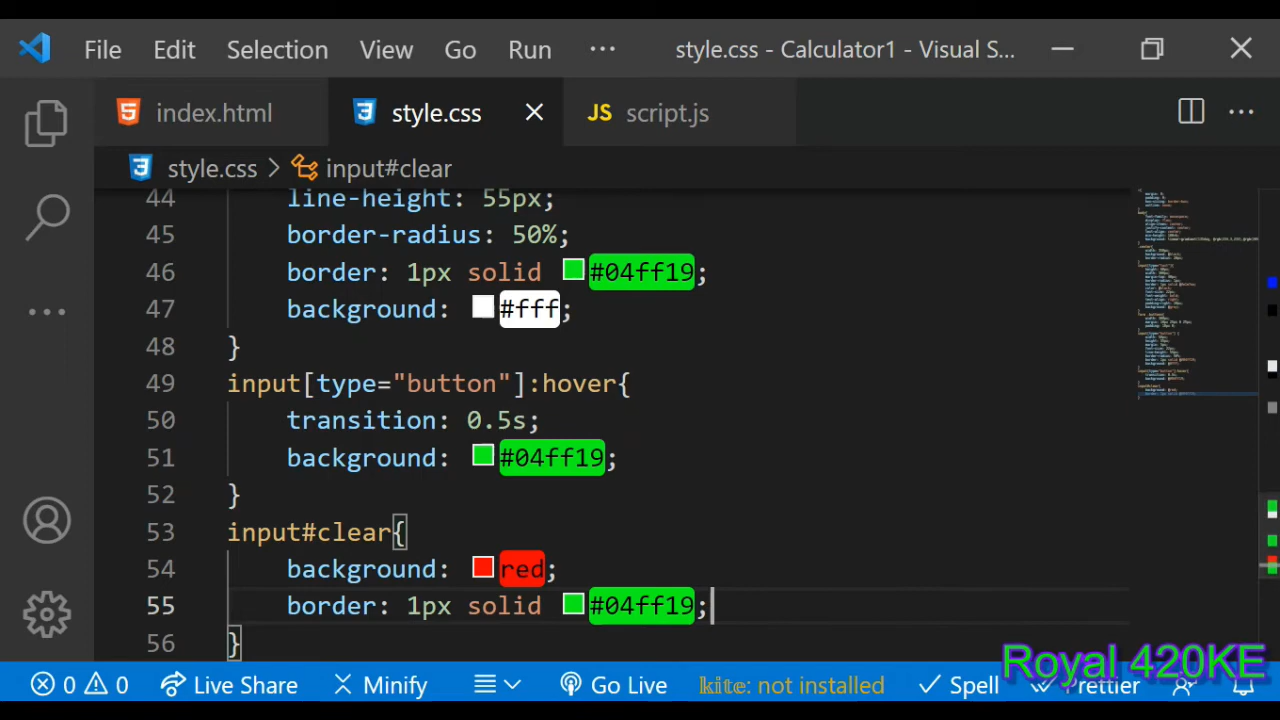 File Edit Selection View Go Run ··· style.css - Calculator1 - Visual S...
index.html style.css JS script.js
style.css > input#clear
44 line-height: 55px;
45 border-radius: 50%;
46 border: 1px solid #04ff19;
47 background: #fff;
48 }
49 input[type="button"]:hover{
50 transition: 0.5s;
51 background: #04ff19;
52 }
53 input#clear{
54 background: red;
55 border: 1px solid #04ff19;
56 }
Royal 420KE
0 0 Live Share Minify Go Live kite: not installed Spell Prettier